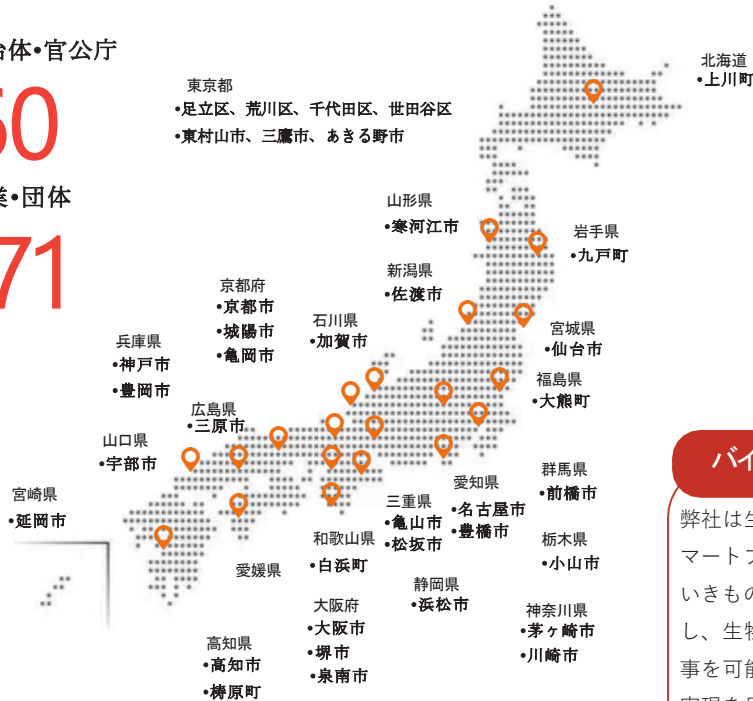 台体・官公庁
60
業・団体
71
東京都
・足立区、荒川区、千代田区、世田谷区
・東村山市、三鷹市、あきる野市
北海道
・上川町
山形県
・寒河江市
岩手県
・九戸町
新潟県
・佐渡市
京都府
・京都市
・城陽市
・亀岡市
石川県
・加賀市
宮城県
・仙台市
兵庫県
・神戸市
・豊岡市
福島県
・大熊町
広島県
・三原市
山口県
・宇部市
宮崎県
・延岡市
愛媛県
高知県
・高知市
・梼原町
和歌山県
・白浜町
大阪府
・大阪市
・堺市
・泉南市
三重県
・亀山市
・松坂市
愛知県
・名古屋市
・豊橋市
静岡県
・浜松市
群馬県
・前橋市
栃木県
・小山市
神奈川県
・茅ヶ崎市
・川崎市
バイ
弊社は生
マートフ
いきもの
し、生物
事を可能